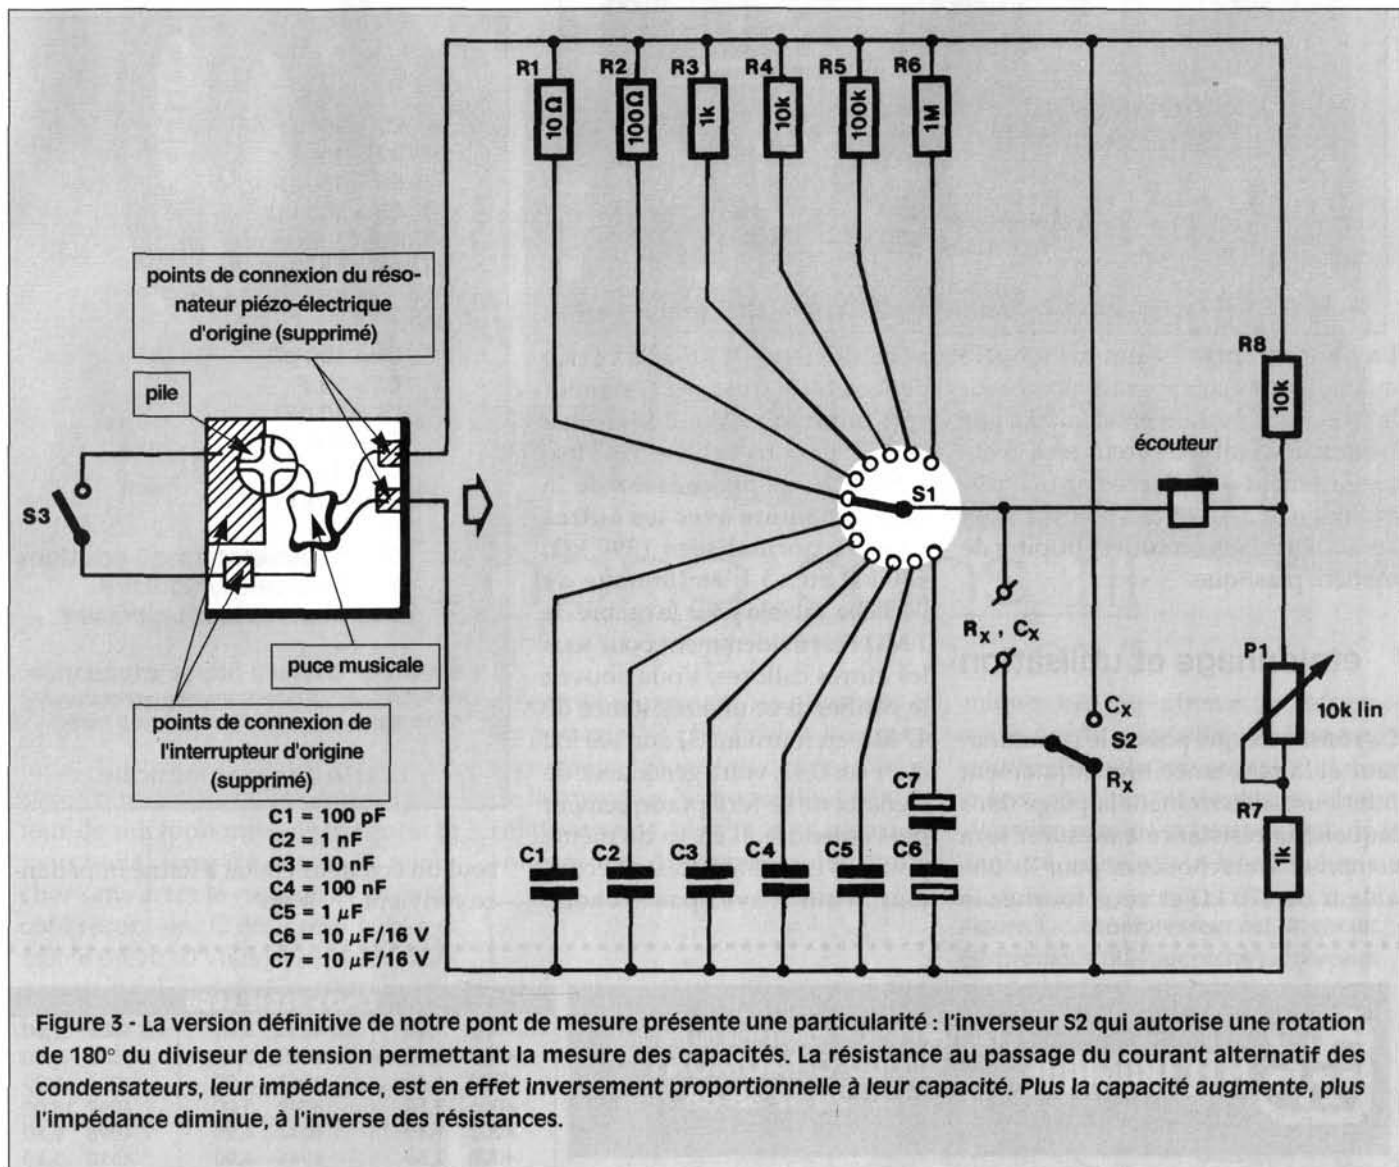 R1
R2
R3
R4
R5
R6
10 Ω
100Ω
1k
10k
100k
1M
points de connexion du réso-
nateur piézo-électrique
d'origine (supprimé)
pile
S3
puce musicale
points de connexion de
l'interrupteur d'origine
(supprimé)
S1
écouteur
R8
10k
Rx , Cx
P1
10k lin
Cx
S2
Rx
R7
1k
C7
C1
C2
C3
C4
C5
C6
C1 = 100 pF
C2 = 1 nF
C3 = 10 nF
C4 = 100 nF
C5 = 1 µF
C6 = 10 µF/16 V
C7 = 10 µF/16 V
Figure 3 - La version définitive de notre pont de mesure présente une particularité : l'inverseur S2 qui autorise une rotation
de 180° du diviseur de tension permettant la mesure des capacités. La résistance au passage du courant alternatif des
condensateurs, leur impédance, est en effet inversement proportionnelle à leur capacité. Plus la capacité augmente, plus
l'impédance diminue, à l'inverse des résistances.